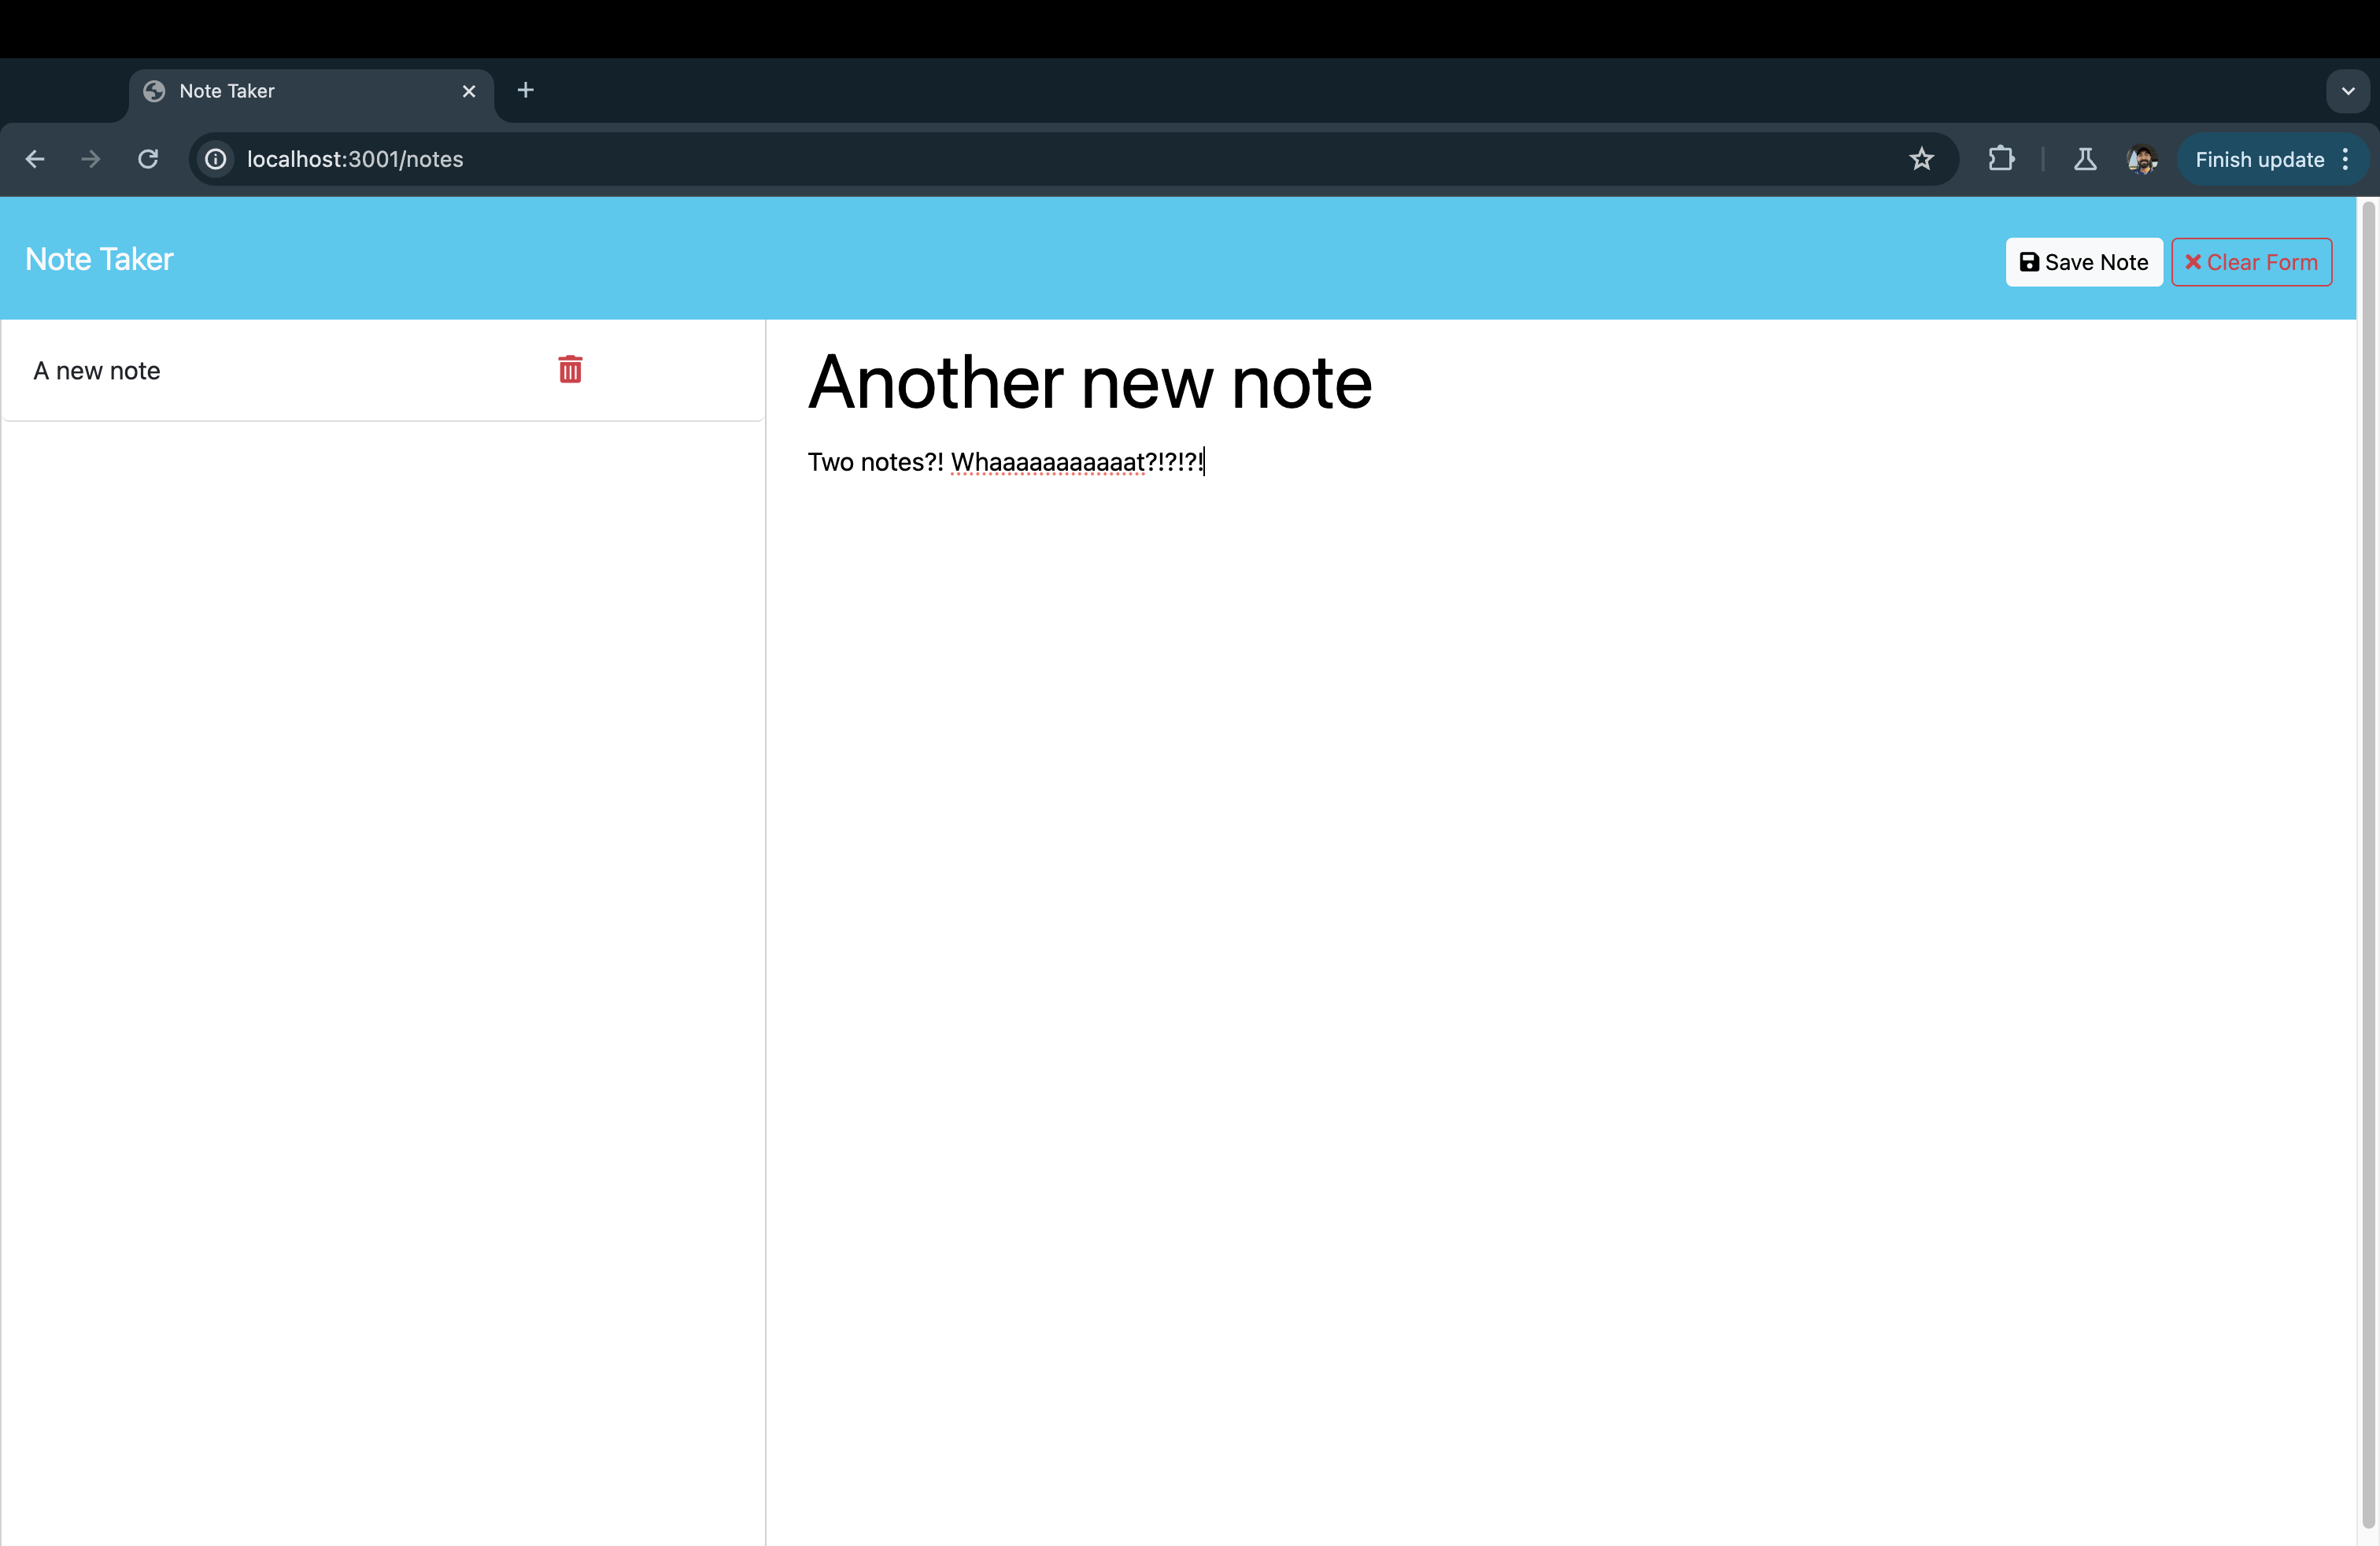 Note Taker
localhost:3001/notes
Finish update
Note Taker
Save Note
Clear Form
A new note
Another new note
Two notes?! Whaaaaaaaaaaat?!?!?!